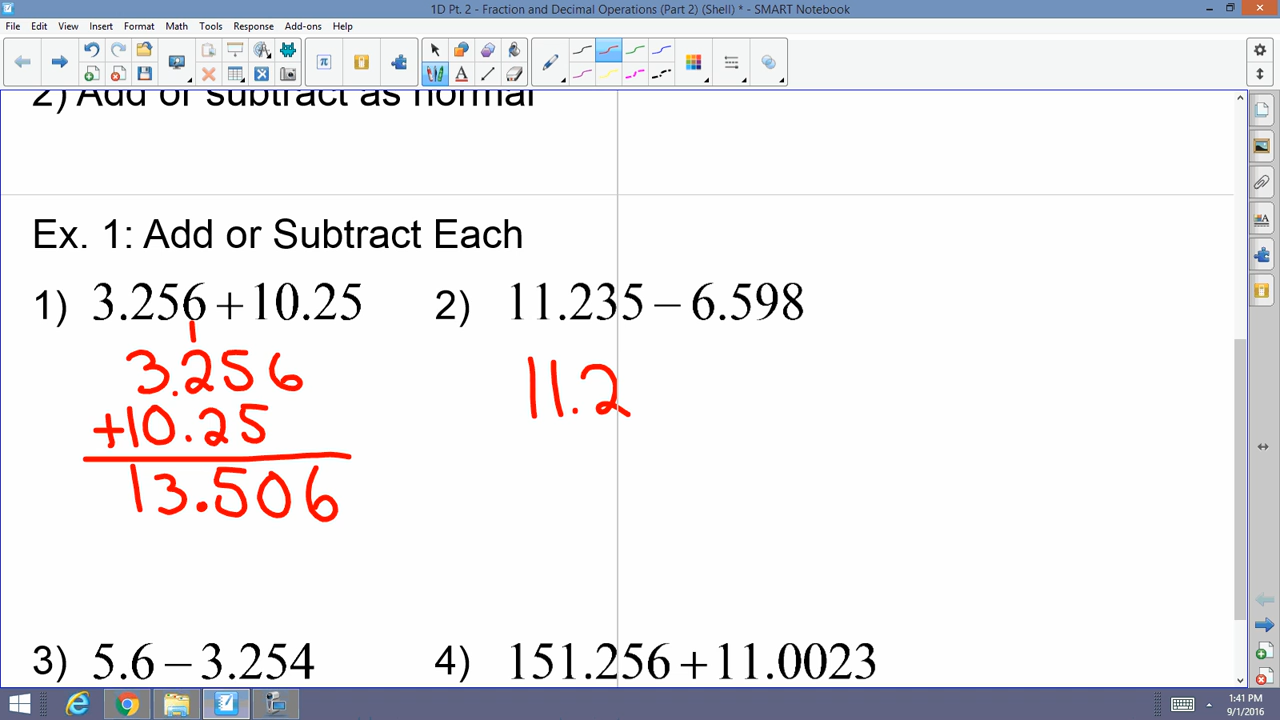 1D Pt. 2 - Fraction and Decimal Operations (Part 2) (Shell) * - SMART Notebook
File Edit View Insert Format Math Tools Response Add-ons Help
2) Add or subtract as normal
Ex. 1: Add or Subtract Each
1) 3.256 + 10.25
2) 11.235 − 6.598
1
3.256
+10.25
13.506
11.2
3) 5.6 − 3.254
4) 151.256 + 11.0023
1:41 PM
9/1/2016